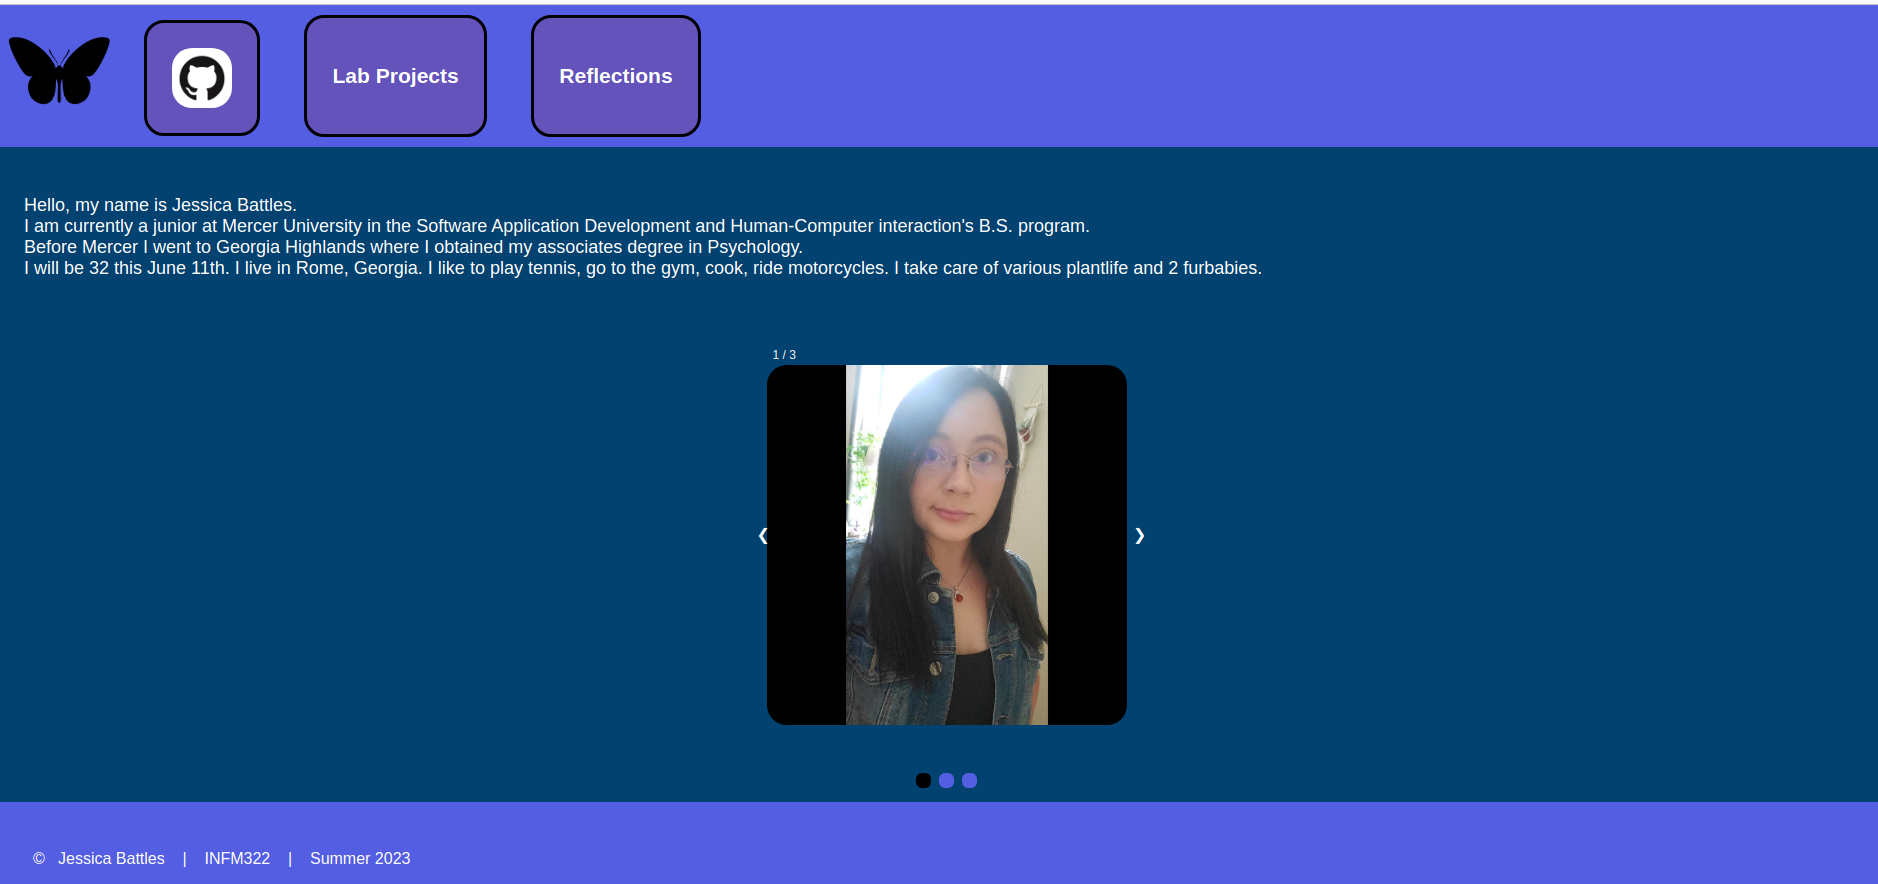 Lab Projects
Reflections
Hello, my name is Jessica Battles.
I am currently a junior at Mercer University in the Software Application Development and Human-Computer interaction's B.S. program.
Before Mercer I went to Georgia Highlands where I obtained my associates degree in Psychology.
I will be 32 this June 11th. I live in Rome, Georgia. I like to play tennis, go to the gym, cook, ride motorcycles. I take care of various plantlife and 2 furbabies.
1 / 3
❮ ❯
© Jessica Battles | INFM322 | Summer 2023